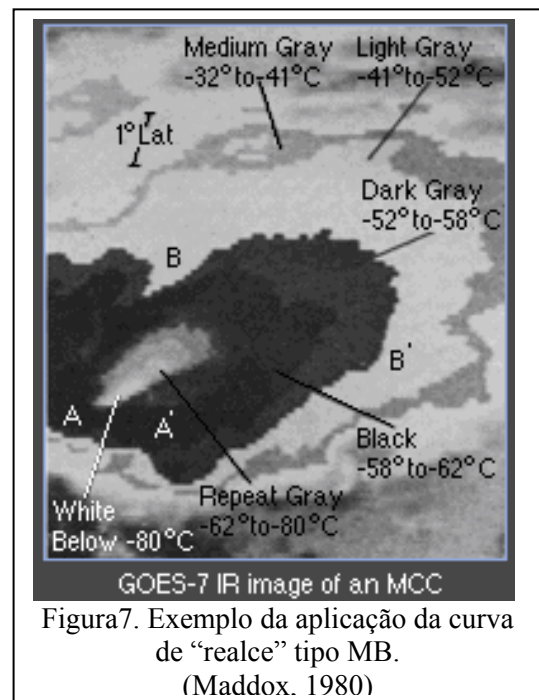 Medium Gray
-32°to-41°C
Light Gray
-41°to-52°C
1°Lat
Dark Gray
-52°to-58°C
B
B'
A
A'
Black
-58°to-62°C
Repeat Gray
-62°to-80°C
White
Below -80°C
GOES-7 IR image of an MCC
Figura7. Exemplo da aplicação da curva
de “realce” tipo MB.
(Maddox, 1980)